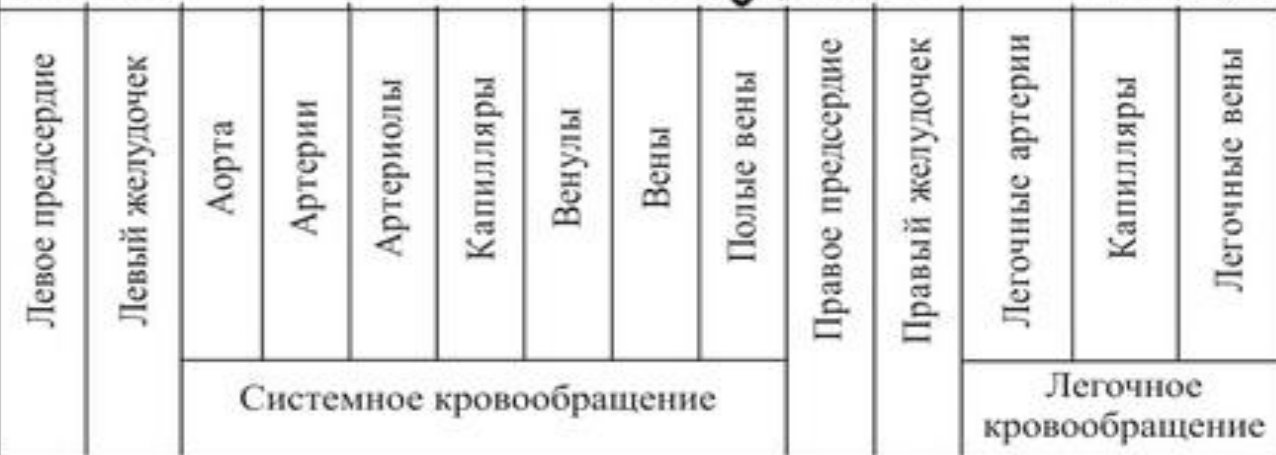 Левое предсердие
Левый желудочек
Аорта
Артерии
Артериолы
Капилляры
Венулы
Вены
Полые вены
Правое предсердие
Правый желудочек
Легочные артерии
Капилляры
Легочные вены
Системное кровообращение
Легочное
кровообращение